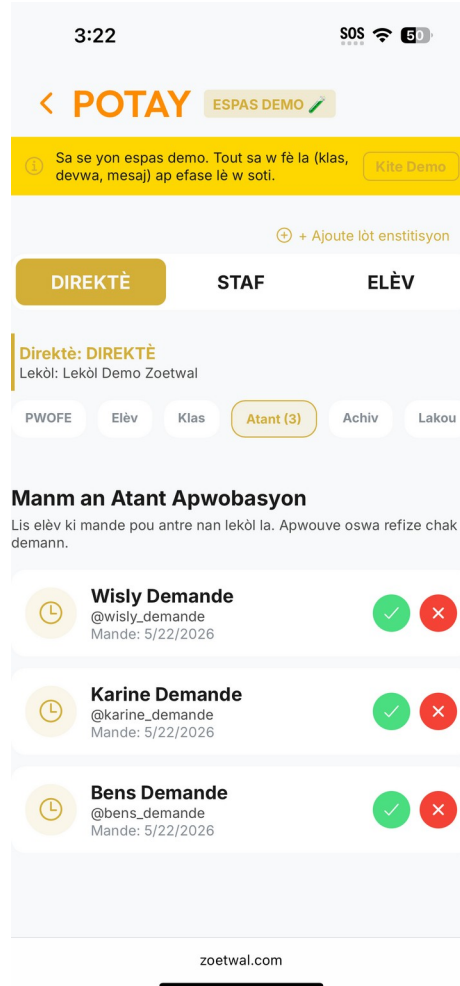 3:22
SOS
50
POTAY
ESPAS DEMO
Sa se yon espas demo. Tout sa w fè la (klas,
devwa, mesaj) ap efase lè w soti.
Kite Demo
+ Ajoute lòt enstitisyon
DIREKTÈ
STAF
ELÈV
Direktè: DIREKTÈ
Lekòl: Lekòl Demo Zoetwal
PWOFE
Elèv
Klas
Atant (3)
Achiv
Lakou
Manm an Atant Apwobasyon
Lis elèv ki mande pou antre nan lekòl la. Apwouve oswa refize chak
demann.
Wisly Demande
@wisly_demande
Mande: 5/22/2026
Karine Demande
@karine_demande
Mande: 5/22/2026
Bens Demande
@bens_demande
Mande: 5/22/2026
zoetwal.com